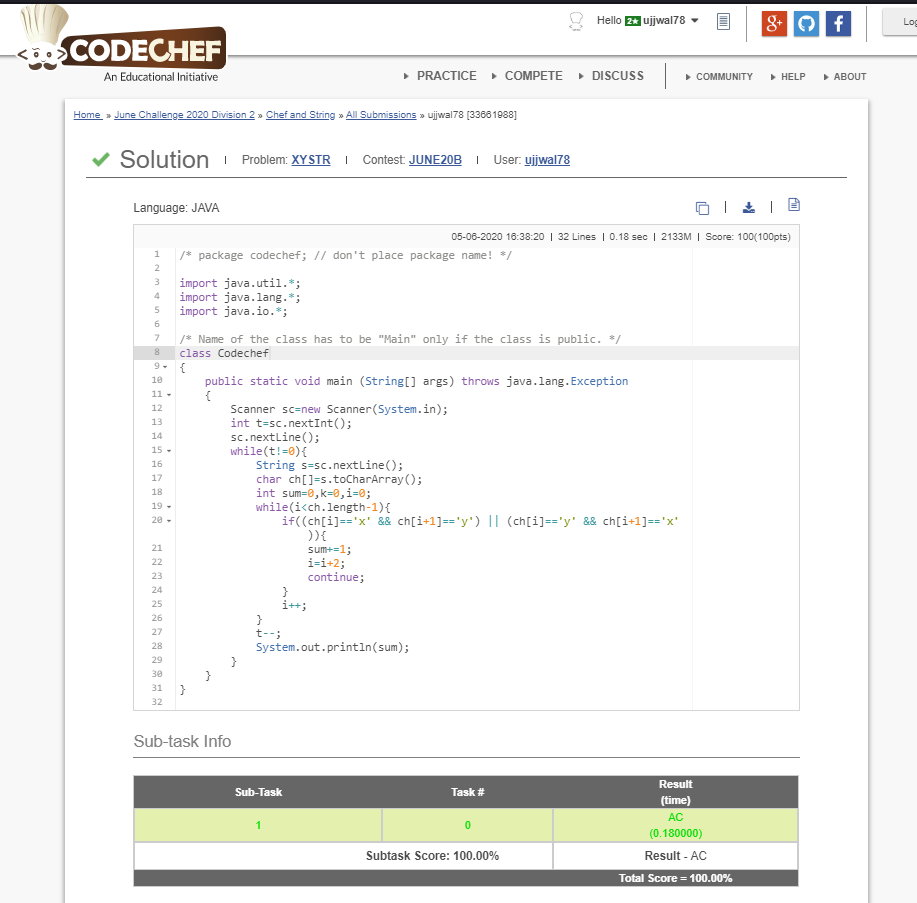 Hello 2★ ujjwal78
Log
CODECHEF
An Educational Initiative
PRACTICE COMPETE DISCUSS COMMUNITY HELP ABOUT
Home » June Challenge 2020 Division 2 » Chef and String » All Submissions » ujjwal78 [33661988]
Solution | Problem: XYSTR | Contest: JUNE20B | User: ujjwal78
Language: JAVA
05-06-2020 16:38:20 | 32 Lines | 0.18 sec | 2133M | Score: 100(100pts)
1 /* package codechef; // don't place package name! */
2
3 import java.util.*;
4 import java.lang.*;
5 import java.io.*;
6
7 /* Name of the class has to be "Main" only if the class is public. */
8 class Codechef
9 {
10 public static void main (String[] args) throws java.lang.Exception
11 {
12 Scanner sc=new Scanner(System.in);
13 int t=sc.nextInt();
14 sc.nextLine();
15 while(t!=0){
16 String s=sc.nextLine();
17 char ch[]=s.toCharArray();
18 int sum=0,k=0,i=0;
19 while(i<ch.length-1){
20 if((ch[i]=='x' && ch[i+1]=='y') || (ch[i]=='y' && ch[i+1]=='x'
)){
21 sum+=1;
22 i=i+2;
23 continue;
24 }
25 i++;
26 }
27 t--;
28 System.out.println(sum);
29 }
30 }
31 }
32
Sub-task Info
Sub-Task Task # Result
(time)
1 0 AC
(0.180000)
Subtask Score: 100.00% Result - AC
Total Score = 100.00%